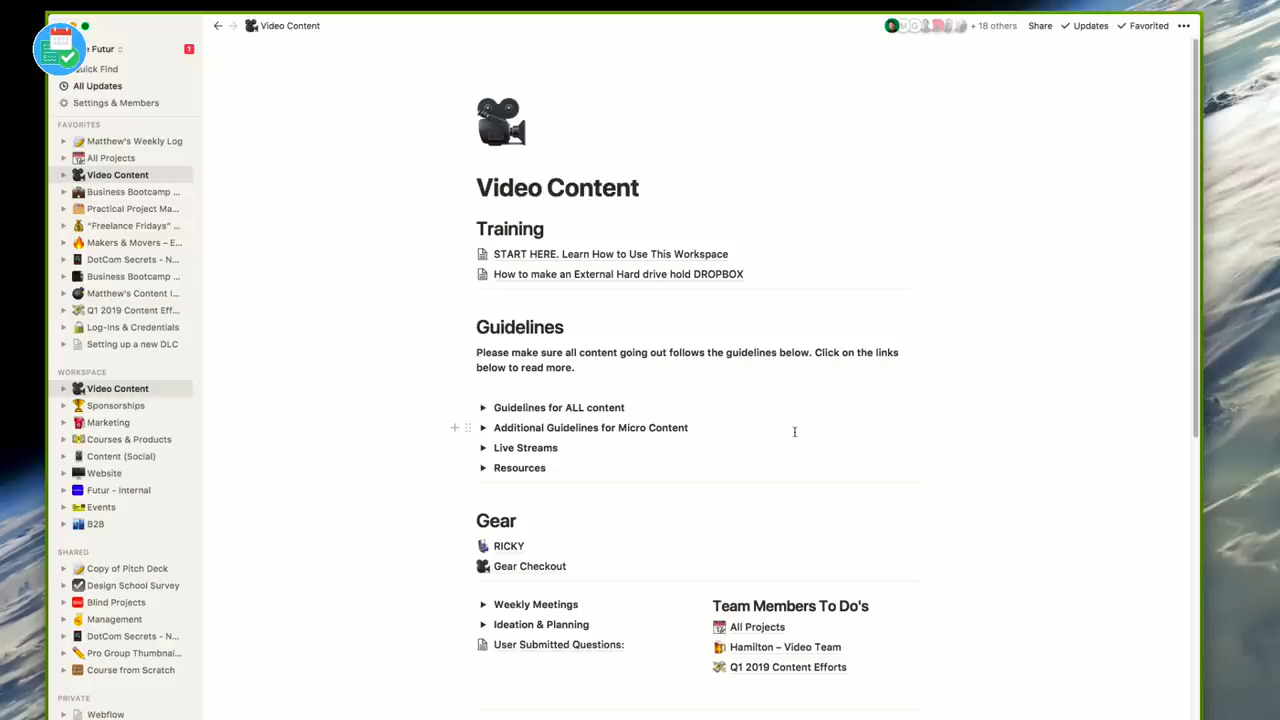 Video Content
+ 18 others
Share
Updates
Favorited
Futur
1
Quick Find
All Updates
Settings & Members
FAVORITES
Matthew's Weekly Log
All Projects
Video Content
Business Bootcamp ...
Practical Project Ma...
"Freelance Fridays" ...
Makers & Movers – E...
DotCom Secrets - N...
Business Bootcamp ...
Matthew's Content I...
Q1 2019 Content Eff...
Log-ins & Credentials
Setting up a new DLC
WORKSPACE
Video Content
Sponsorships
Marketing
Courses & Products
Content (Social)
Website
Futur - Internal
Events
B2B
SHARED
Copy of Pitch Deck
Design School Survey
Blind Projects
Management
DotCom Secrets - N...
Pro Group Thumbnai...
Course from Scratch
PRIVATE
Webflow
Video Content
Training
START HERE. Learn How to Use This Workspace
How to make an External Hard drive hold DROPBOX
Guidelines
Please make sure all content going out follows the guidelines below. Click on the links
below to read more.
Guidelines for ALL content
Additional Guidelines for Micro Content
Live Streams
Resources
Gear
RICKY
Gear Checkout
Weekly Meetings
Ideation & Planning
User Submitted Questions:
Team Members To Do's
All Projects
Hamilton – Video Team
Q1 2019 Content Efforts